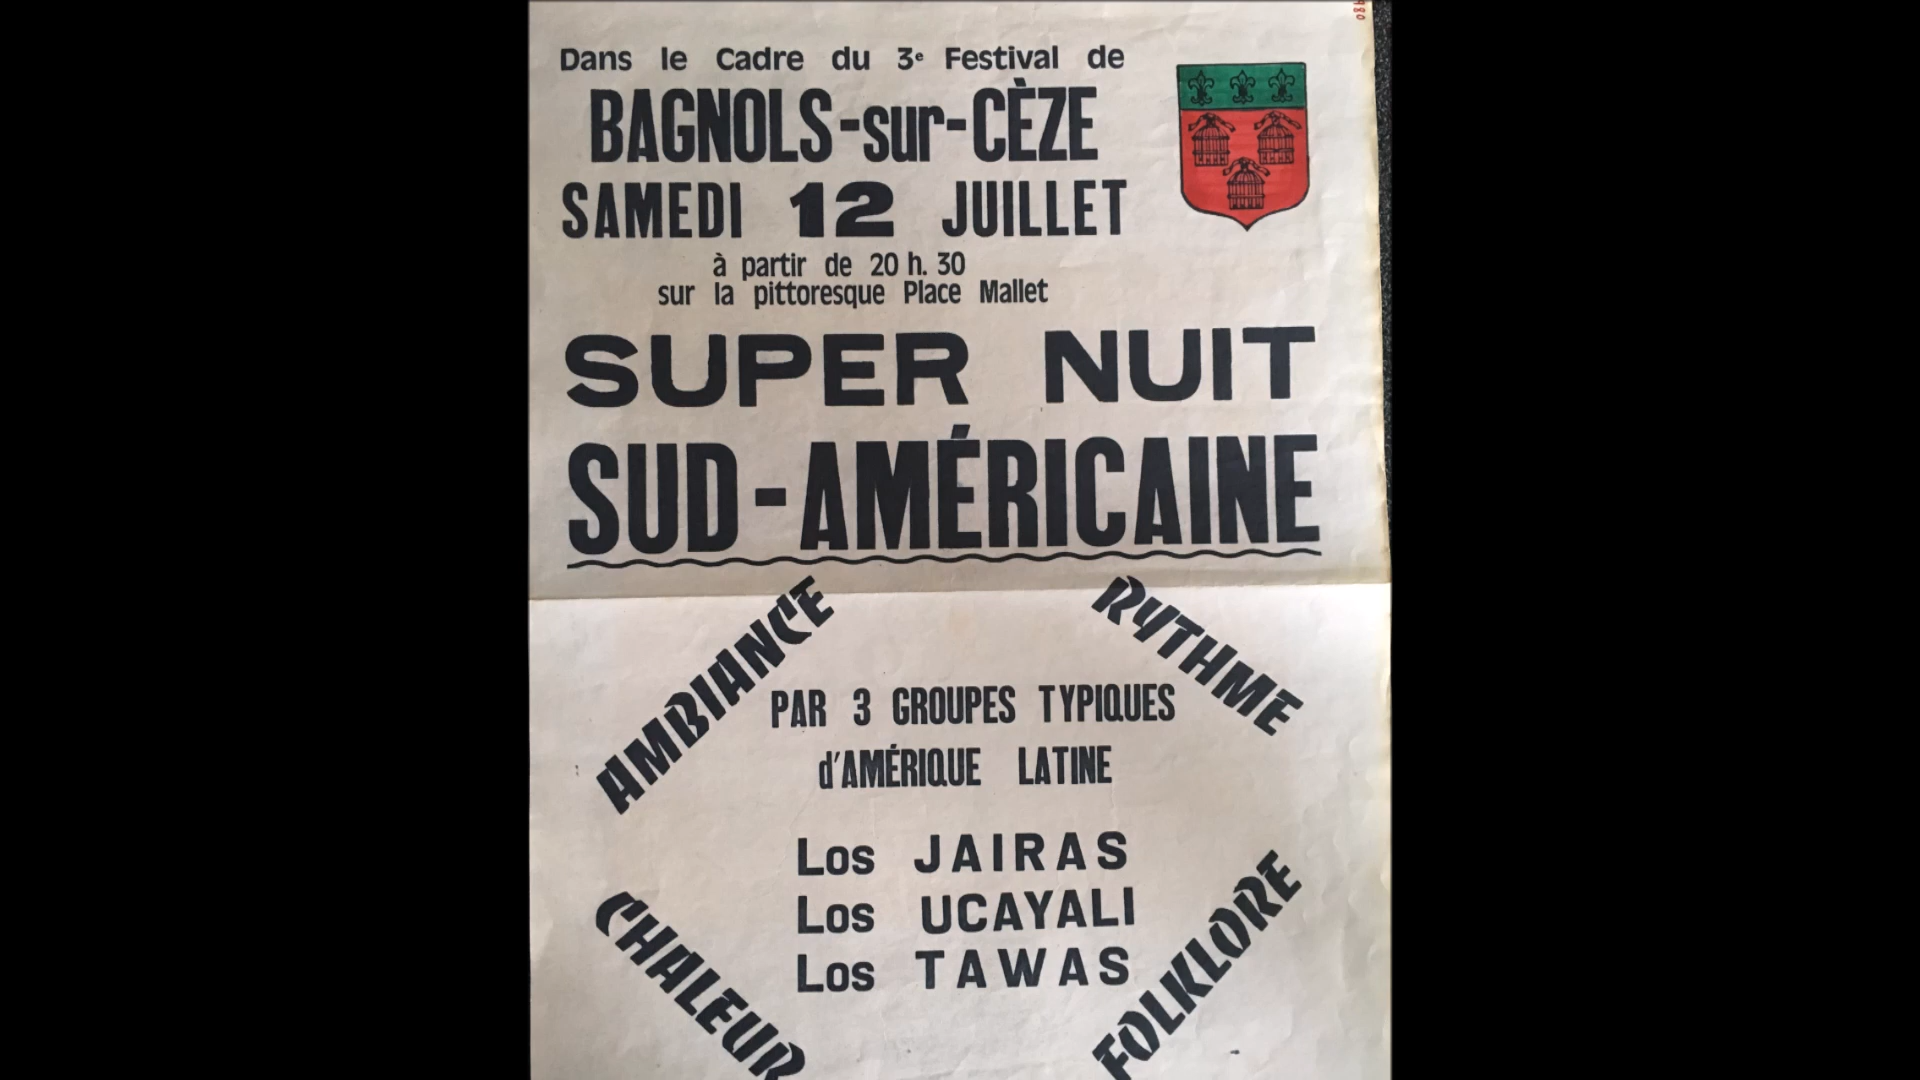 Dans le Cadre du 3e Festival de
BAGNOLS-sur-CÈZE
SAMEDI 12 JUILLET
à partir de 20 h. 30
sur la pittoresque Place Mallet
SUPER NUIT
SUD-AMÉRICAINE
AMBIANCE
RYTHME
PAR 3 GROUPES TYPIQUES
d'AMÉRIQUE LATINE
Los JAIRAS
Los UCAYALI
Los TAWAS
CHALEUR
FOLKLORE